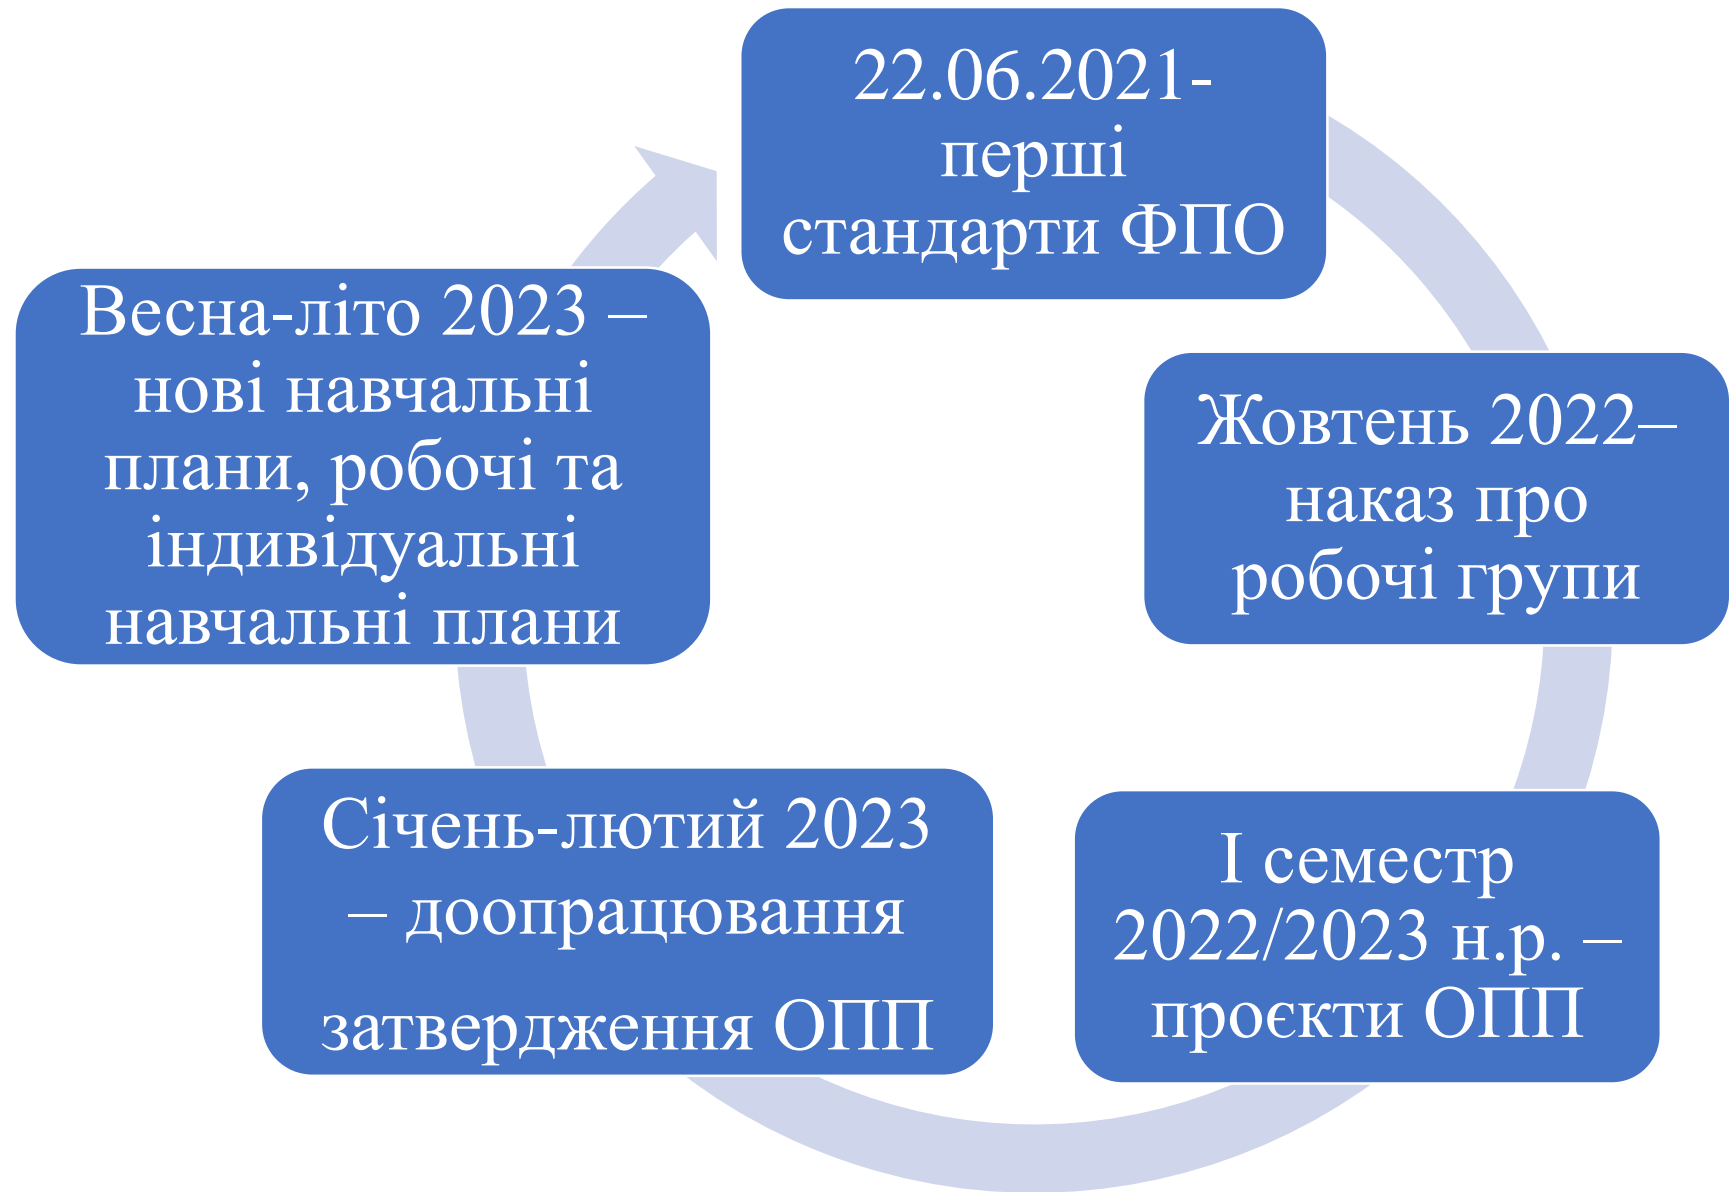 22.06.2021-
перші
стандарти ФПО
Жовтень 2022–
наказ про
робочі групи
І семестр
2022/2023 н.р. –
проєкти ОПП
Січень-лютий 2023
– доопрацювання
затвердження ОПП
Весна-літо 2023 –
нові навчальні
плани, робочі та
індивідуальні
навчальні плани